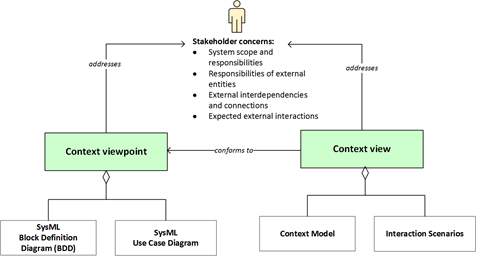 Stakeholder concerns:
● System scope and
responsibilities
● Responsibilities of external
entities
● External interdependencies
and connections
● Expected external interactions
addresses
addresses
Context viewpoint
conforms to
Context view
SysML
Block Definition
Diagram (BDD)
SysML
Use Case Diagram
Context Model
Interaction Scenarios